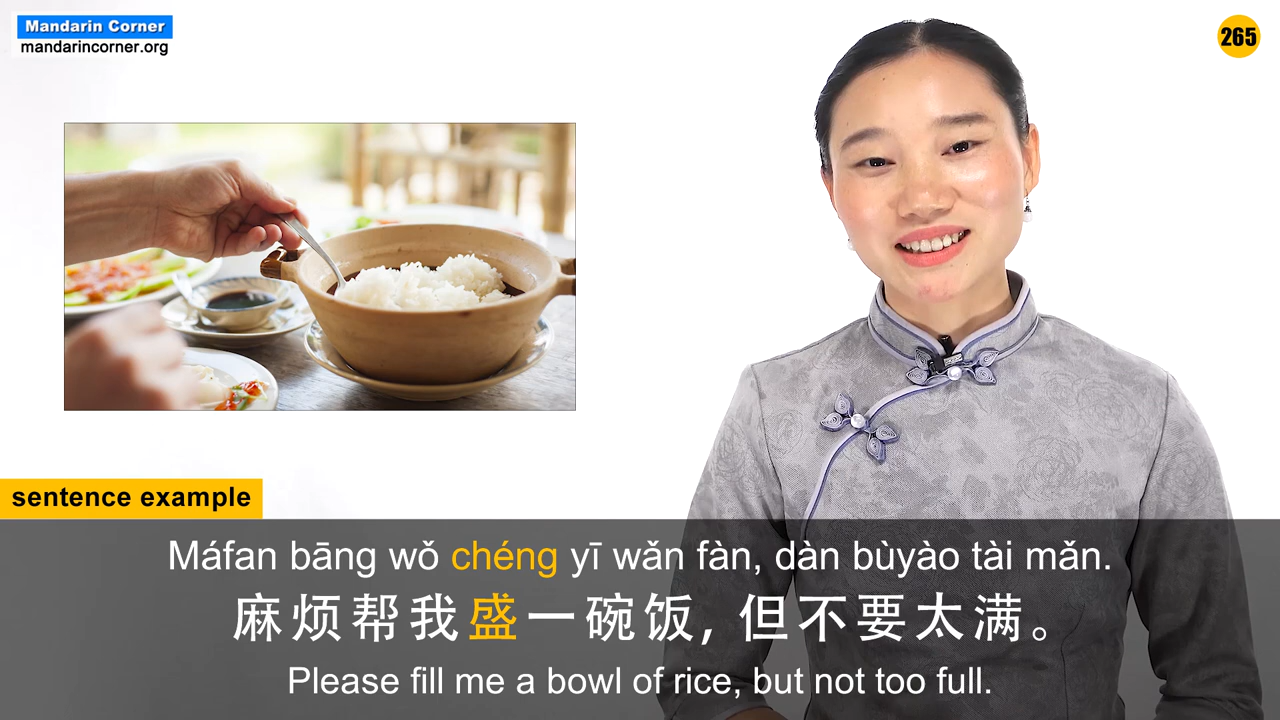 Mandarin Corner
mandarincorner.org
265
sentence example
Máfan bāng wǒ chéng yī wǎn fàn, dàn bùyào tài mǎn.
麻烦帮我盛一碗饭, 但不要太满。
Please fill me a bowl of rice, but not too full.